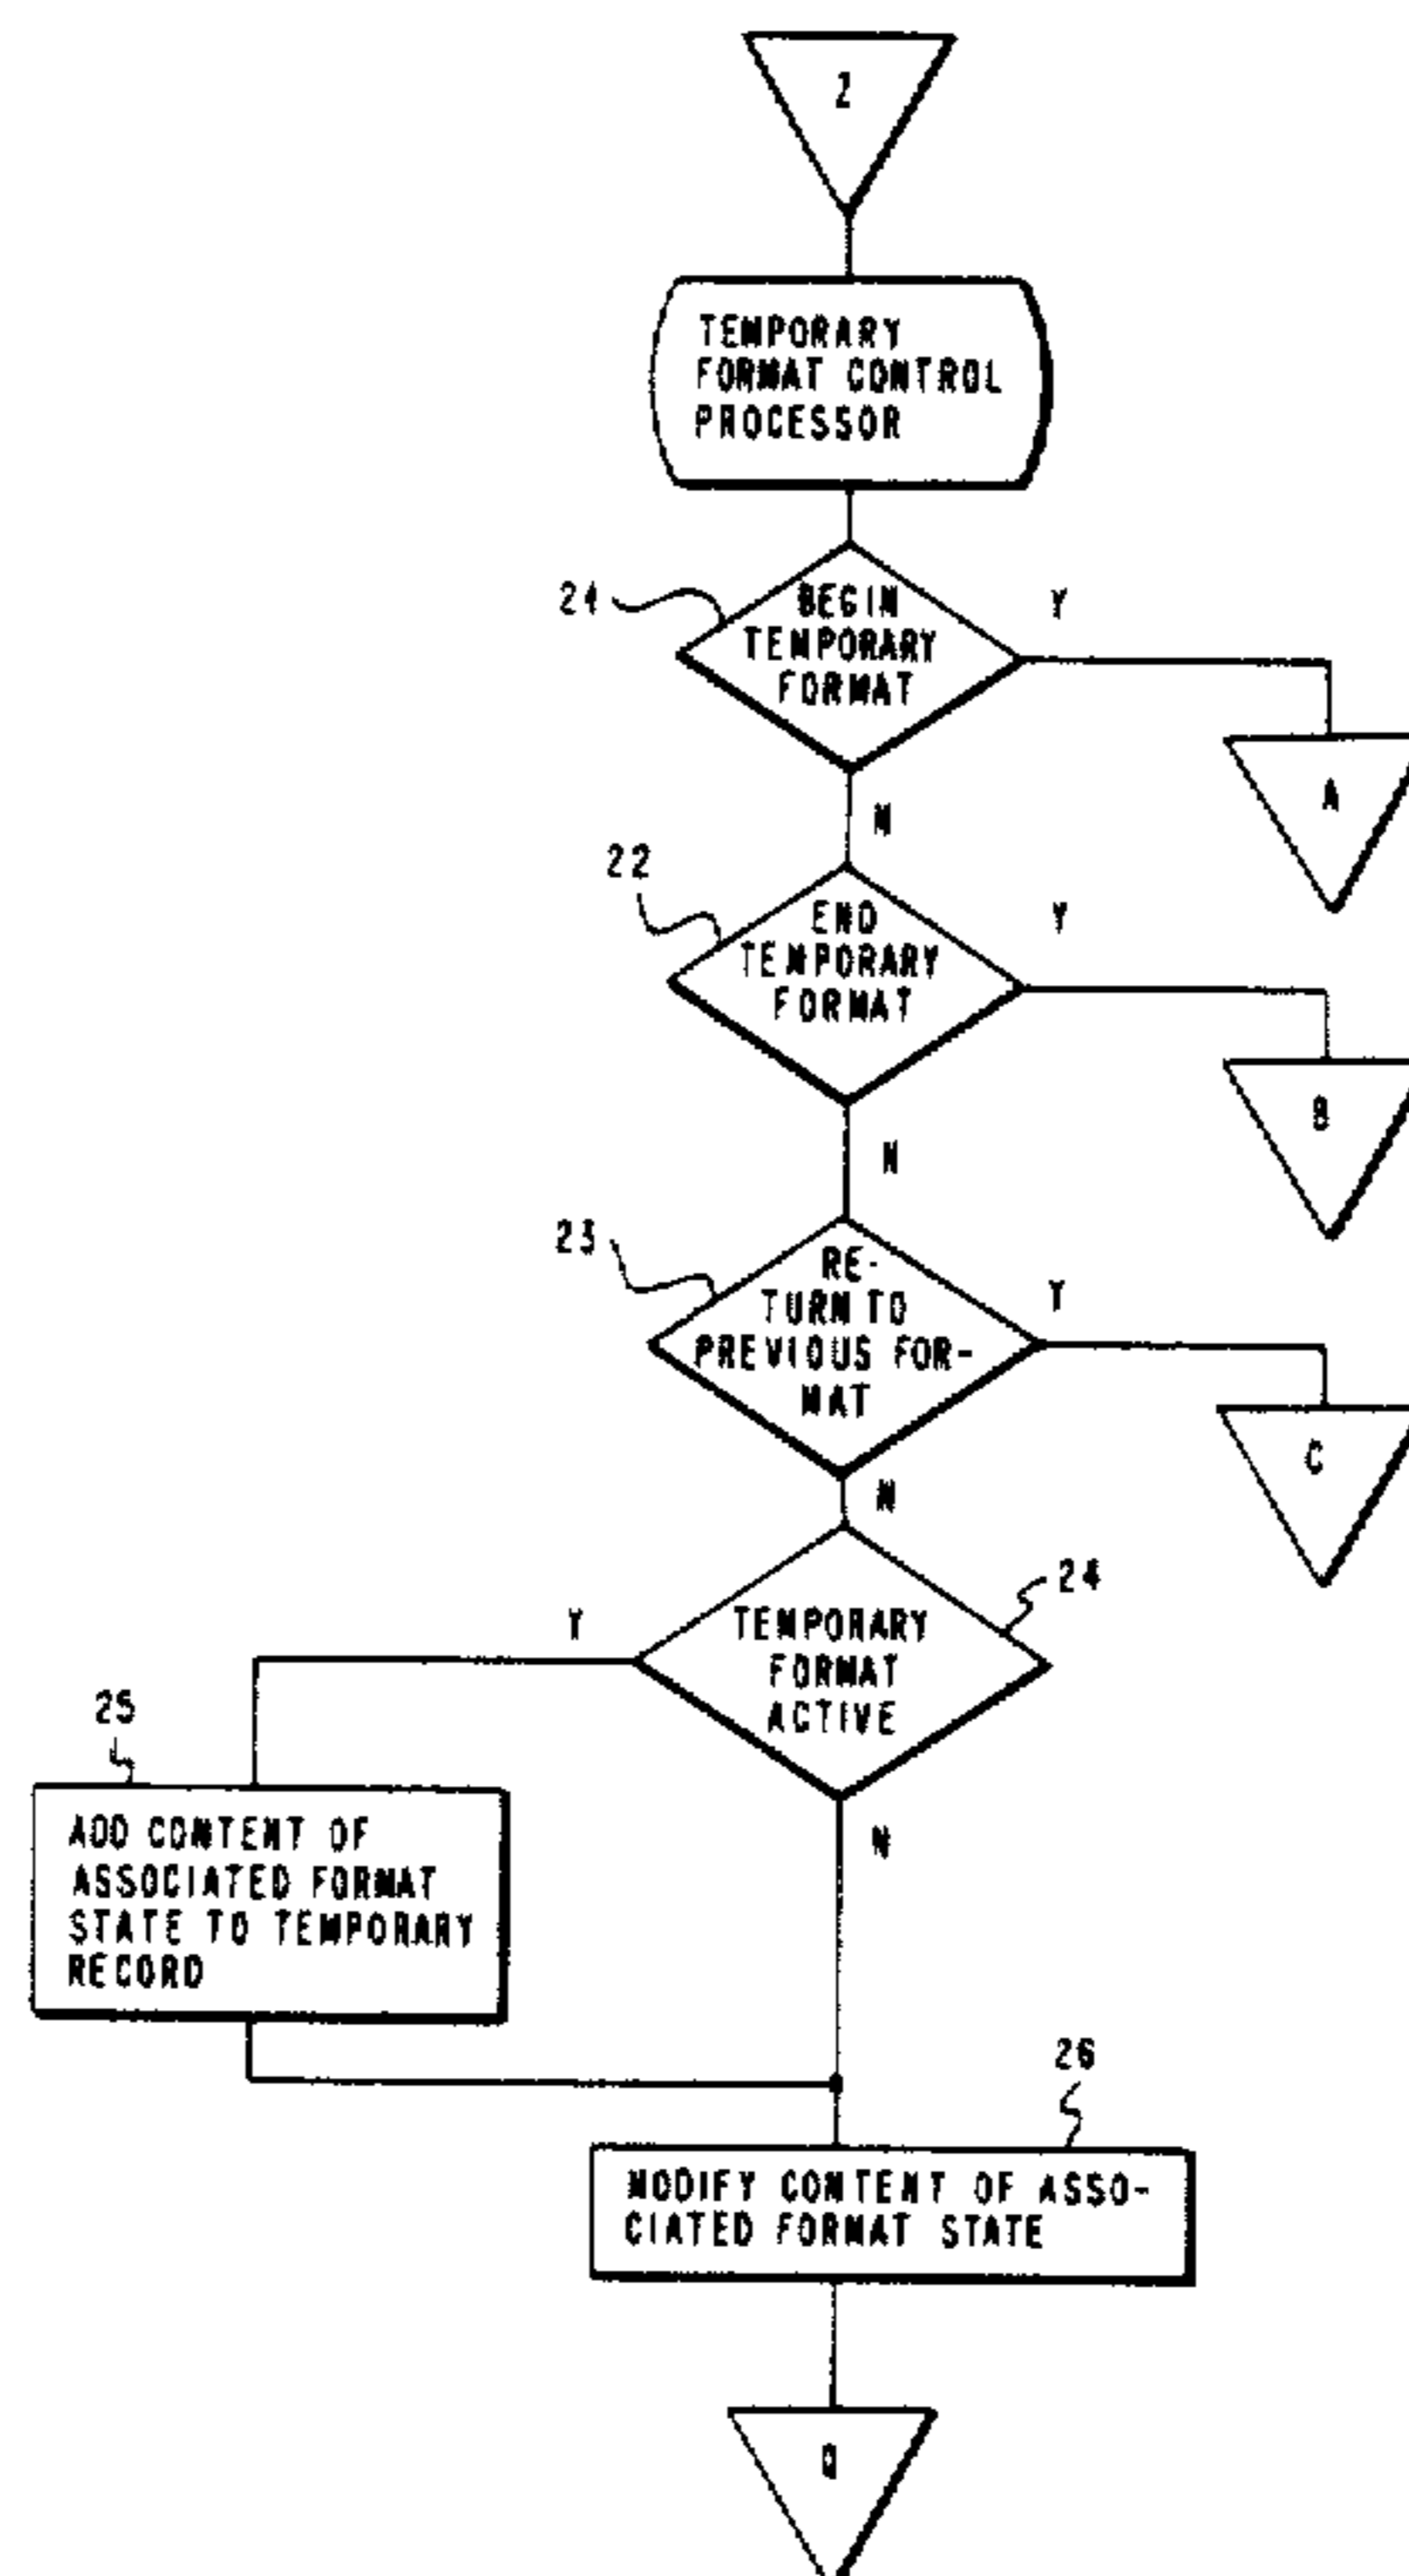 Z
TEMPORARY
FORMAT CONTROL
PROCESSOR
21
BEGIN
TEMPORARY
FORMAT
Y
A
N
22
END
TEMPORARY
FORMAT
Y
B
N
23
RE-
TURN TO
PREVIOUS FOR-
MAT
Y
C
N
24
Y
TEMPORARY
FORMAT
ACTIVE
25
N
ADD CONTENT OF
ASSOCIATED FORMAT
STATE TO TEMPORARY
RECORD
26
MODIFY CONTENT OF ASSO-
CIATED FORMAT STATE
Q